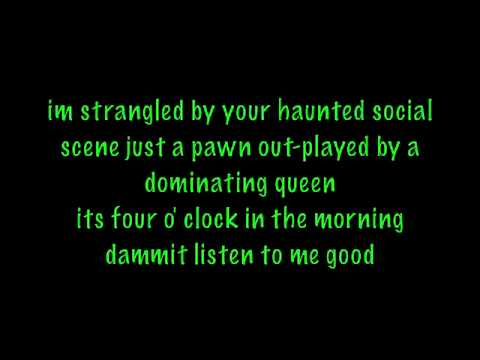 im strangled by your haunted social
scene just a pawn out-played by a
dominating queen
its four o' clock in the morning
dammit listen to me good